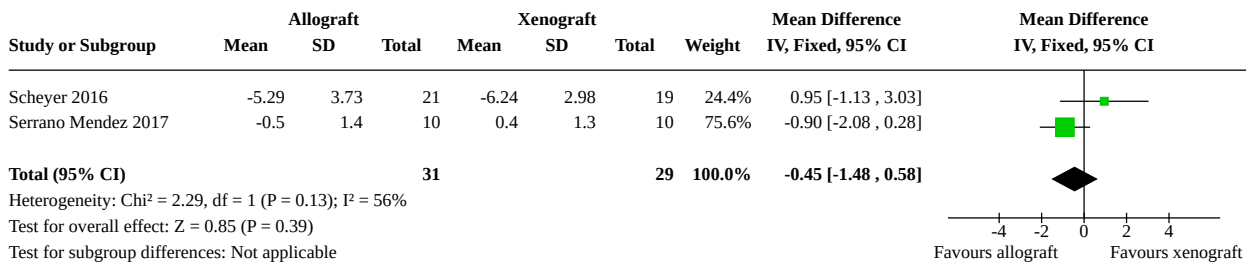 Allograft Xenograft Mean Difference Mean Difference
Study or Subgroup Mean SD Total Mean SD Total Weight IV, Fixed, 95% CI IV, Fixed, 95% CI
Scheyer 2016 -5.29 3.73 21 -6.24 2.98 19 24.4% 0.95 [-1.13 , 3.03]
Serrano Mendez 2017 -0.5 1.4 10 0.4 1.3 10 75.6% -0.90 [-2.08 , 0.28]
Total (95% CI) 31 29 100.0% -0.45 [-1.48 , 0.58]
Heterogeneity: Chi² = 2.29, df = 1 (P = 0.13); I² = 56%
Test for overall effect: Z = 0.85 (P = 0.39)
-4 -2 0 2 4
Test for subgroup differences: Not applicable Favours allograft Favours xenograft